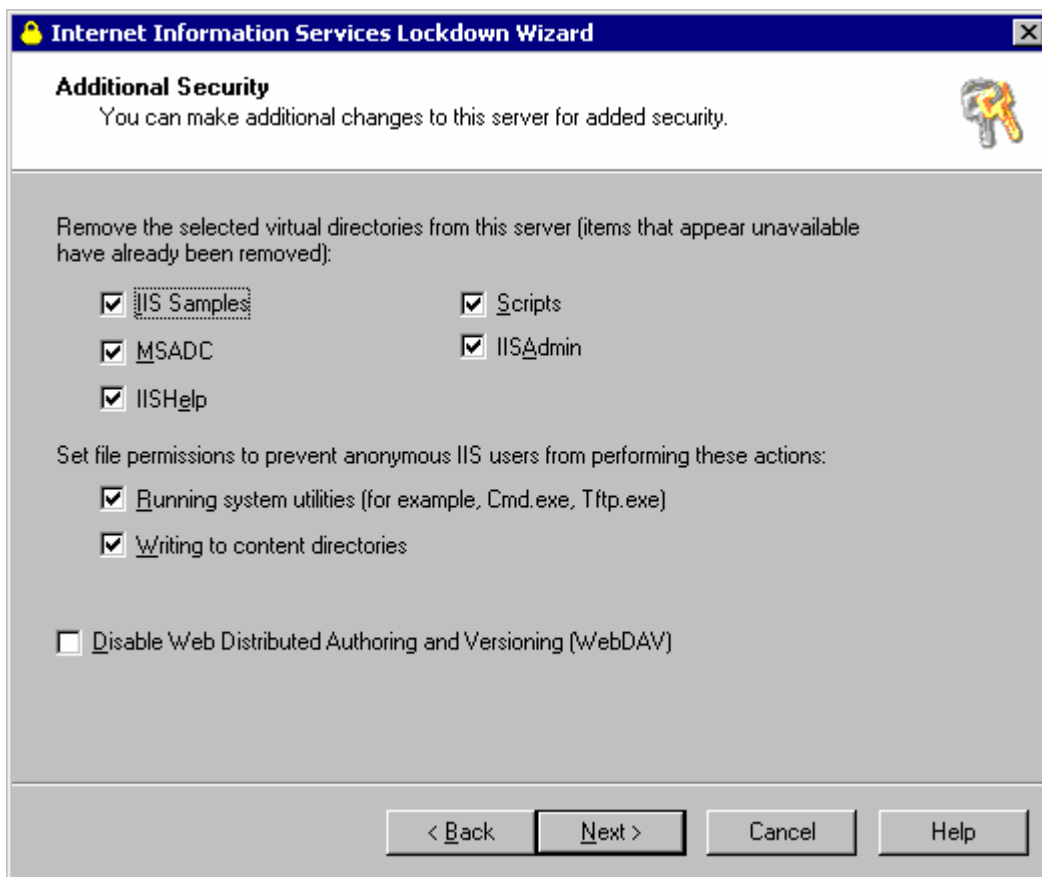 Internet Information Services Lockdown Wizard
Additional Security
You can make additional changes to this server for added security.
Remove the selected virtual directories from this server (items that appear unavailable
have already been removed):
IIS Samples
Scripts
MSADC
IISAdmin
IISHelp
Set file permissions to prevent anonymous IIS users from performing these actions:
Running system utilities (for example, Cmd.exe, Tftp.exe)
Writing to content directories
Disable Web Distributed Authoring and Versioning (WebDAV)
< Back
Next >
Cancel
Help